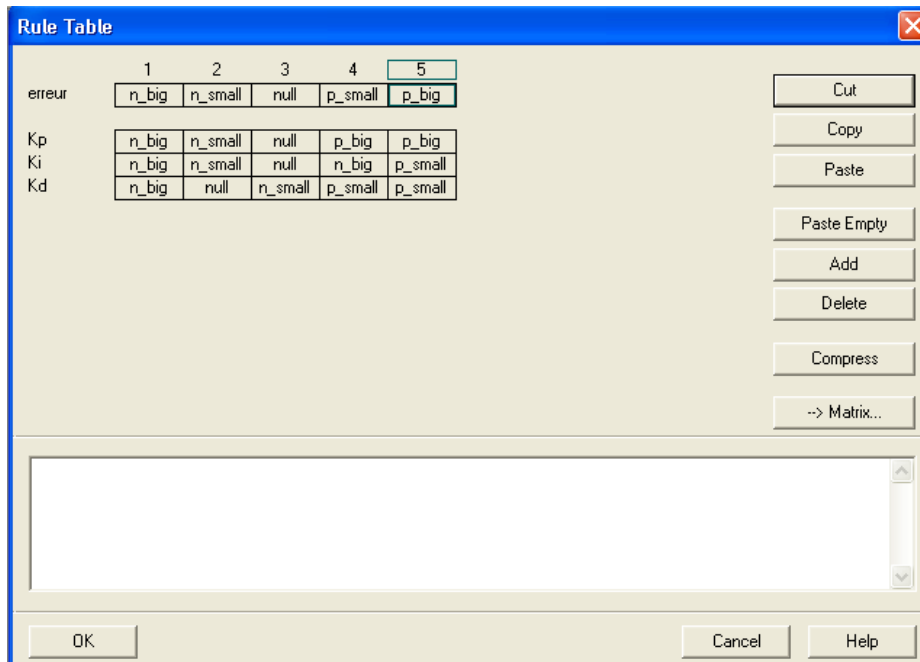 Rule Table
1 2 3 4 5
erreur n_big n_small null p_small p_big
Kp n_big n_small null p_big p_big
Ki n_big n_small null n_big p_small
Kd n_big null n_small p_small p_small
Cut
Copy
Paste
Paste Empty
Add
Delete
Compress
--> Matrix...
OK Cancel Help